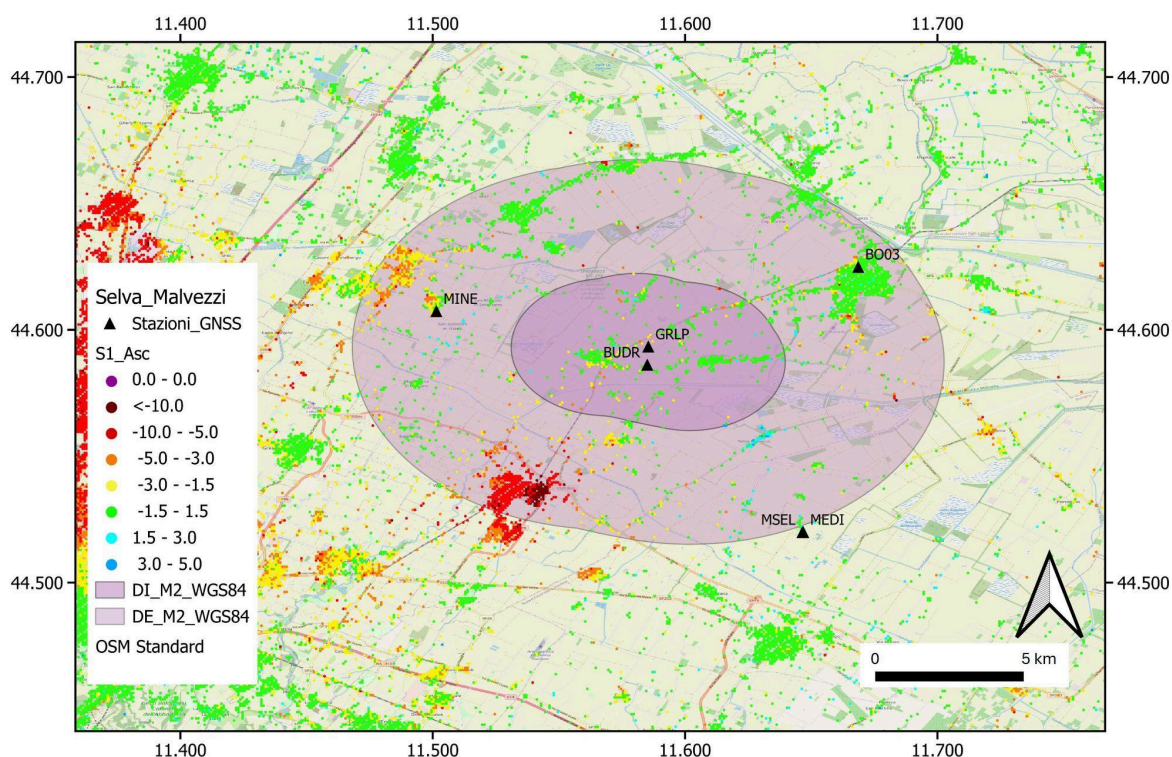 11.400 11.500 11.600 11.700
44.700 44.700
BO03
MINE
GRLP
44.600 44.600
BUDR
MSEL MEDI
44.500 44.500
Selva_Malvezzi
Stazioni_GNSS
S1_Asc
0.0 - 0.0
<-10.0
-10.0 - -5.0
-5.0 - -3.0
-3.0 - -1.5
-1.5 - 1.5
1.5 - 3.0
3.0 - 5.0
DI_M2_WGS84
DE_M2_WGS84
OSM Standard
0 5 km
11.400 11.500 11.600 11.700